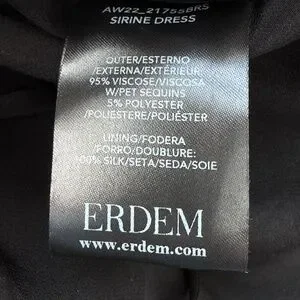 AW22_21755BRS
SIRINE DRESS
OUTER/ESTERNO
/EXTERNA/EXTÉRIEUR:
95% VISCOSE/VISCOSA
W/PET SEQUINS
5% POLYESTER
/POLIESTERE/POLIÉSTER
LINING/FODERA
/FORRO/DOUBLURE:
100% SILK/SETA/SEDA/SOIE
ERDEM
www.erdem.com